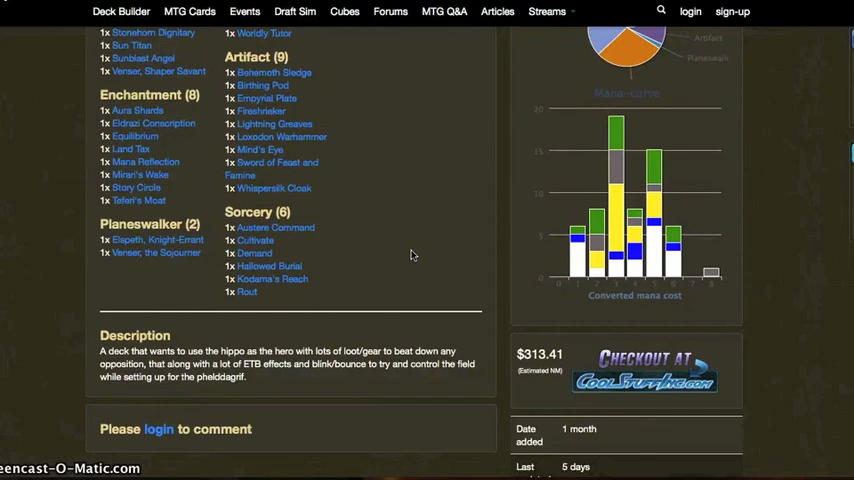 Deck Builder MTG Cards Events Draft Sim Cubes Forums MTG Q&A Articles Streams login sign-up
1x Stonehorn Dignitary
1x Sun Titan
1x Sunblast Angel
1x Venser, Shaper Savant
Enchantment (8)
1x Aura Shards
1x Eldrazi Conscription
1x Equilibrium
1x Land Tax
1x Mana Reflection
1x Mirari's Wake
1x Story Circle
1x Teferi's Moat
Planeswalker (2)
1x Elspeth, Knight-Errant
1x Venser, the Sojourner
1x Worldly Tutor
Artifact (9)
1x Behemoth Sledge
1x Birthing Pod
1x Empyrial Plate
1x Fireshrieker
1x Lightning Greaves
1x Loxodon Warhammer
1x Mind's Eye
1x Sword of Feast and
Famine
1x Whispersilk Cloak
Sorcery (6)
1x Austere Command
1x Cultivate
1x Demand
1x Hallowed Burial
1x Kodama's Reach
1x Rout
Description
A deck that wants to use the hippo as the hero with lots of loot/gear to beat down any
opposition, that along with a lot of ETB effects and blink/bounce to try and control the field
while setting up for the phelddagrif.
Please login to comment
eencast-O-Matic.com
Artifact
Planeswalk
Mana-curve
20
15
10
5
0
0 1 2 3 4 5 6 7 8
Converted mana cost
$313.41
(Estimated NM)
CHECKOUT AT
COOLSTUFFINC.COM
Date
added
1 month
Last
5 days